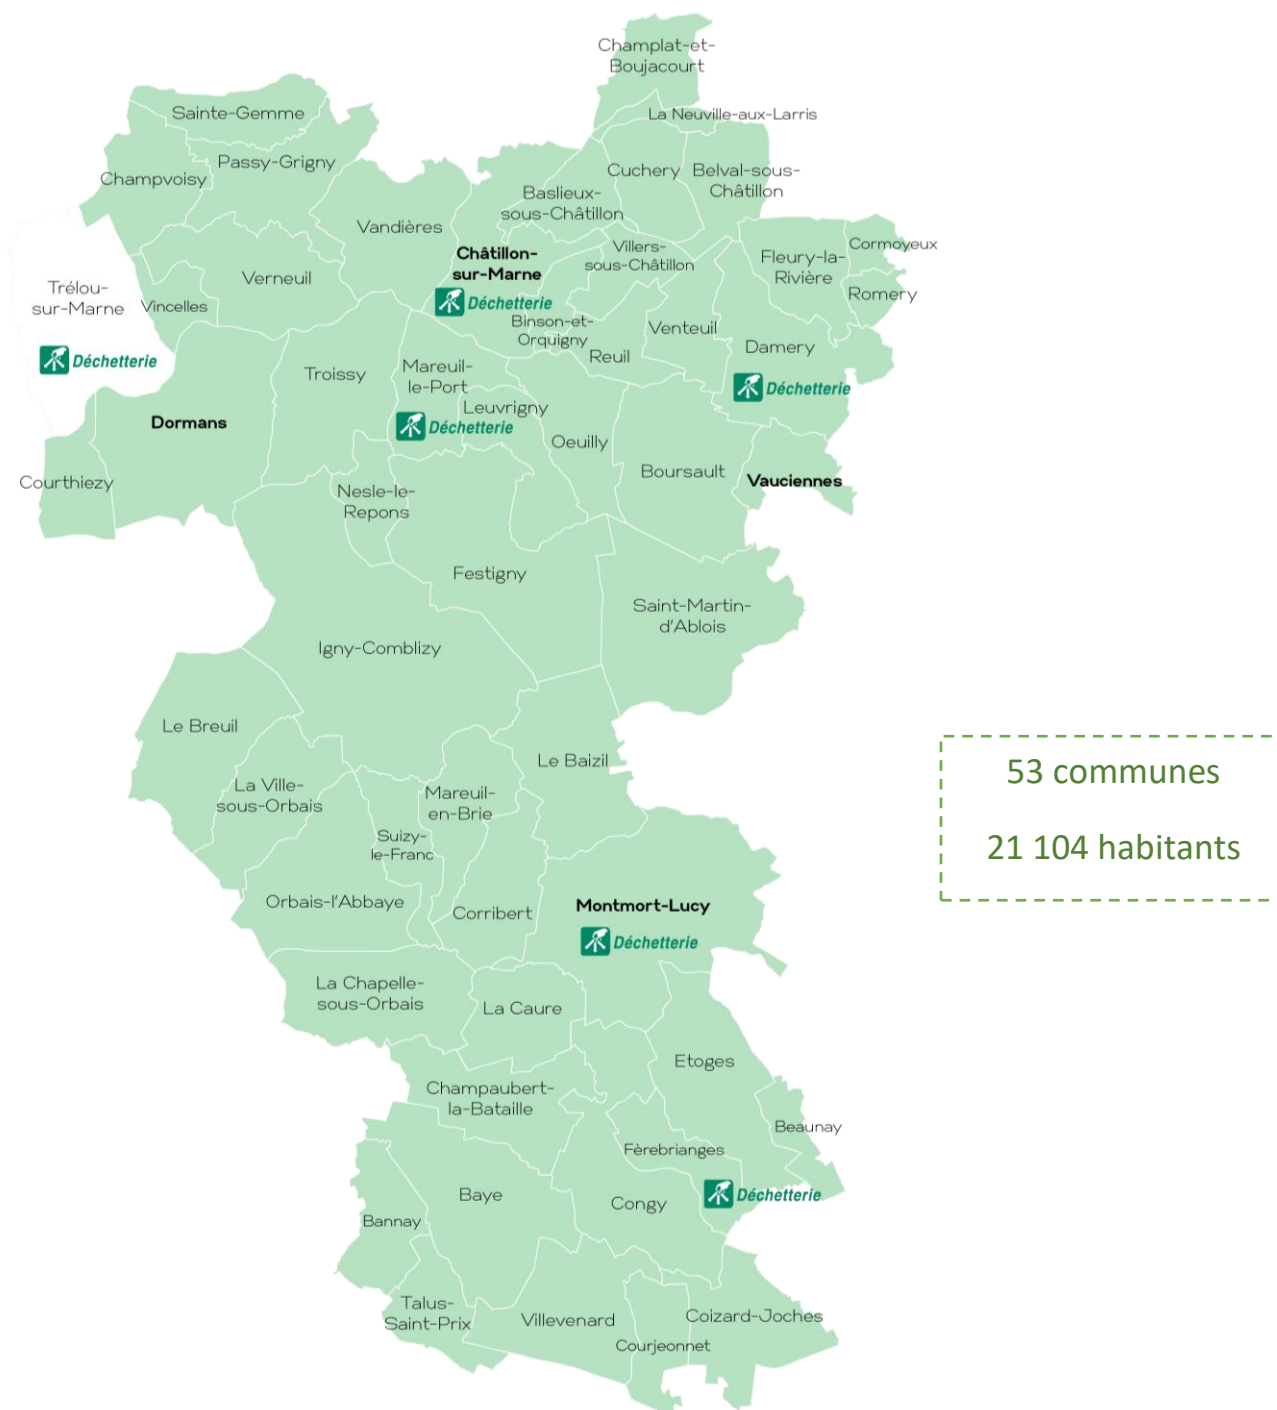 Champlat-et-
Boujacourt
Sainte-Gemme
La Neuville-aux-Larris
Passy-Grigny
Champvoisy
Cuchery
Belval-sous-
Châtillon
Baslieux-
sous-Châtillon
Vandières
Châtillon-
sur-Marne
Déchetterie
Villers-
sous-Châtillon
Fleury-la-
Rivière
Cormoyeux
Romery
Verneuil
Trélou-
sur-Marne
Déchetterie
Vincelles
Binson-et-
Orquigny
Reuil
Venteuil
Damery
Déchetterie
Troissy
Mareuil-
le-Port
Déchetterie
Leuvrigny
Dormans
Oeuilly
Boursault
Vauciennes
Courthiezy
Nesle-le-
Repons
Festigny
Saint-Martin-
d'Ablois
Igny-Comblizy
Le Breuil
Le Baizil
La Ville-
sous-Orbais
Mareuil-
en-Brie
Suizy-
le-Franc
53 communes
21 104 habitants
Orbais-l'Abbaye
Corribert
Montmort-Lucy
Déchetterie
La Chapelle-
sous-Orbais
La Caure
Etoges
Champaubert-
la-Bataille
Beaunay
Fèrebrianges
Déchetterie
Baye
Congy
Bannay
Talus-
Saint-Prix
Villevenard
Coizard-Joches
Courjeonnet